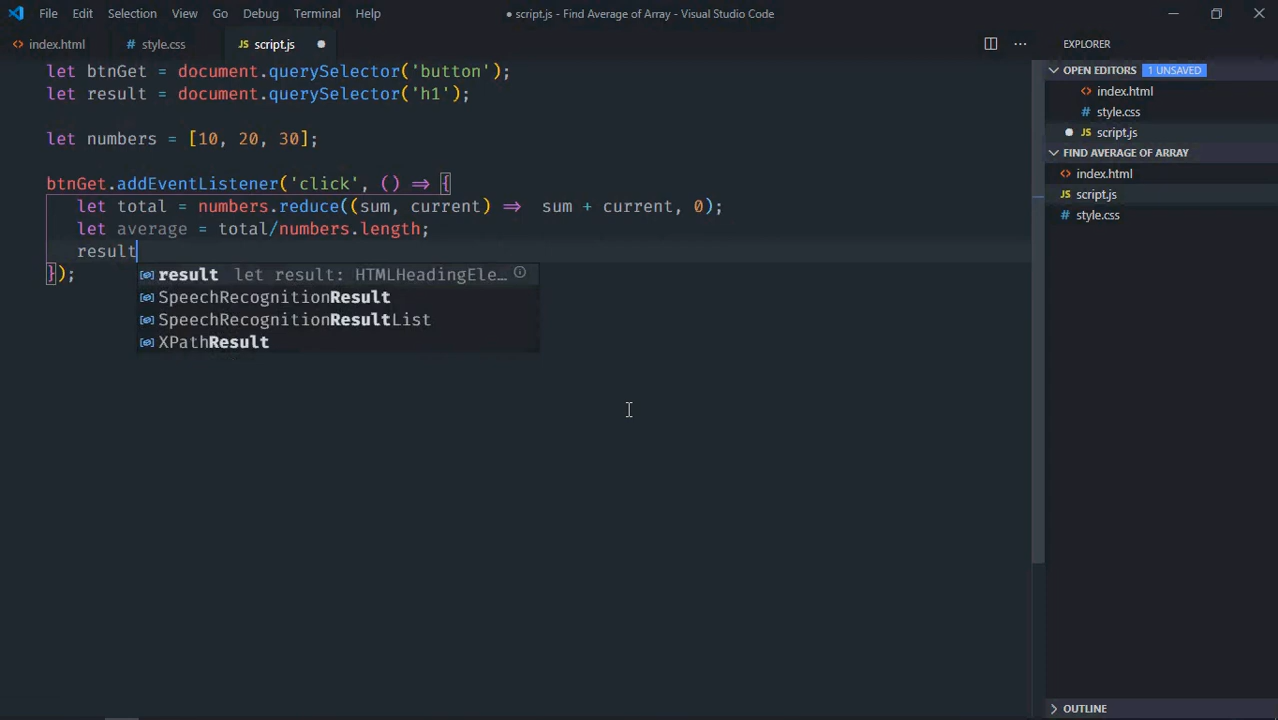 File Edit Selection View Go Debug Terminal Help ● script.js - Find Average of Array - Visual Studio Code
<> index.html # style.css JS script.js ● ⋯ EXPLORER
OPEN EDITORS 1 UNSAVED
<> index.html
# style.css
● JS script.js
FIND AVERAGE OF ARRAY
<> index.html
JS script.js
# style.css
let btnGet = document.querySelector('button');
let result = document.querySelector('h1');
let numbers = [10, 20, 30];
btnGet.addEventListener('click', () => {
let total = numbers.reduce((sum, current) => sum + current, 0);
let average = total/numbers.length;
result
});
result let result: HTMLHeadingEle…
SpeechRecognitionResult
SpeechRecognitionResultList
XPathResult
OUTLINE